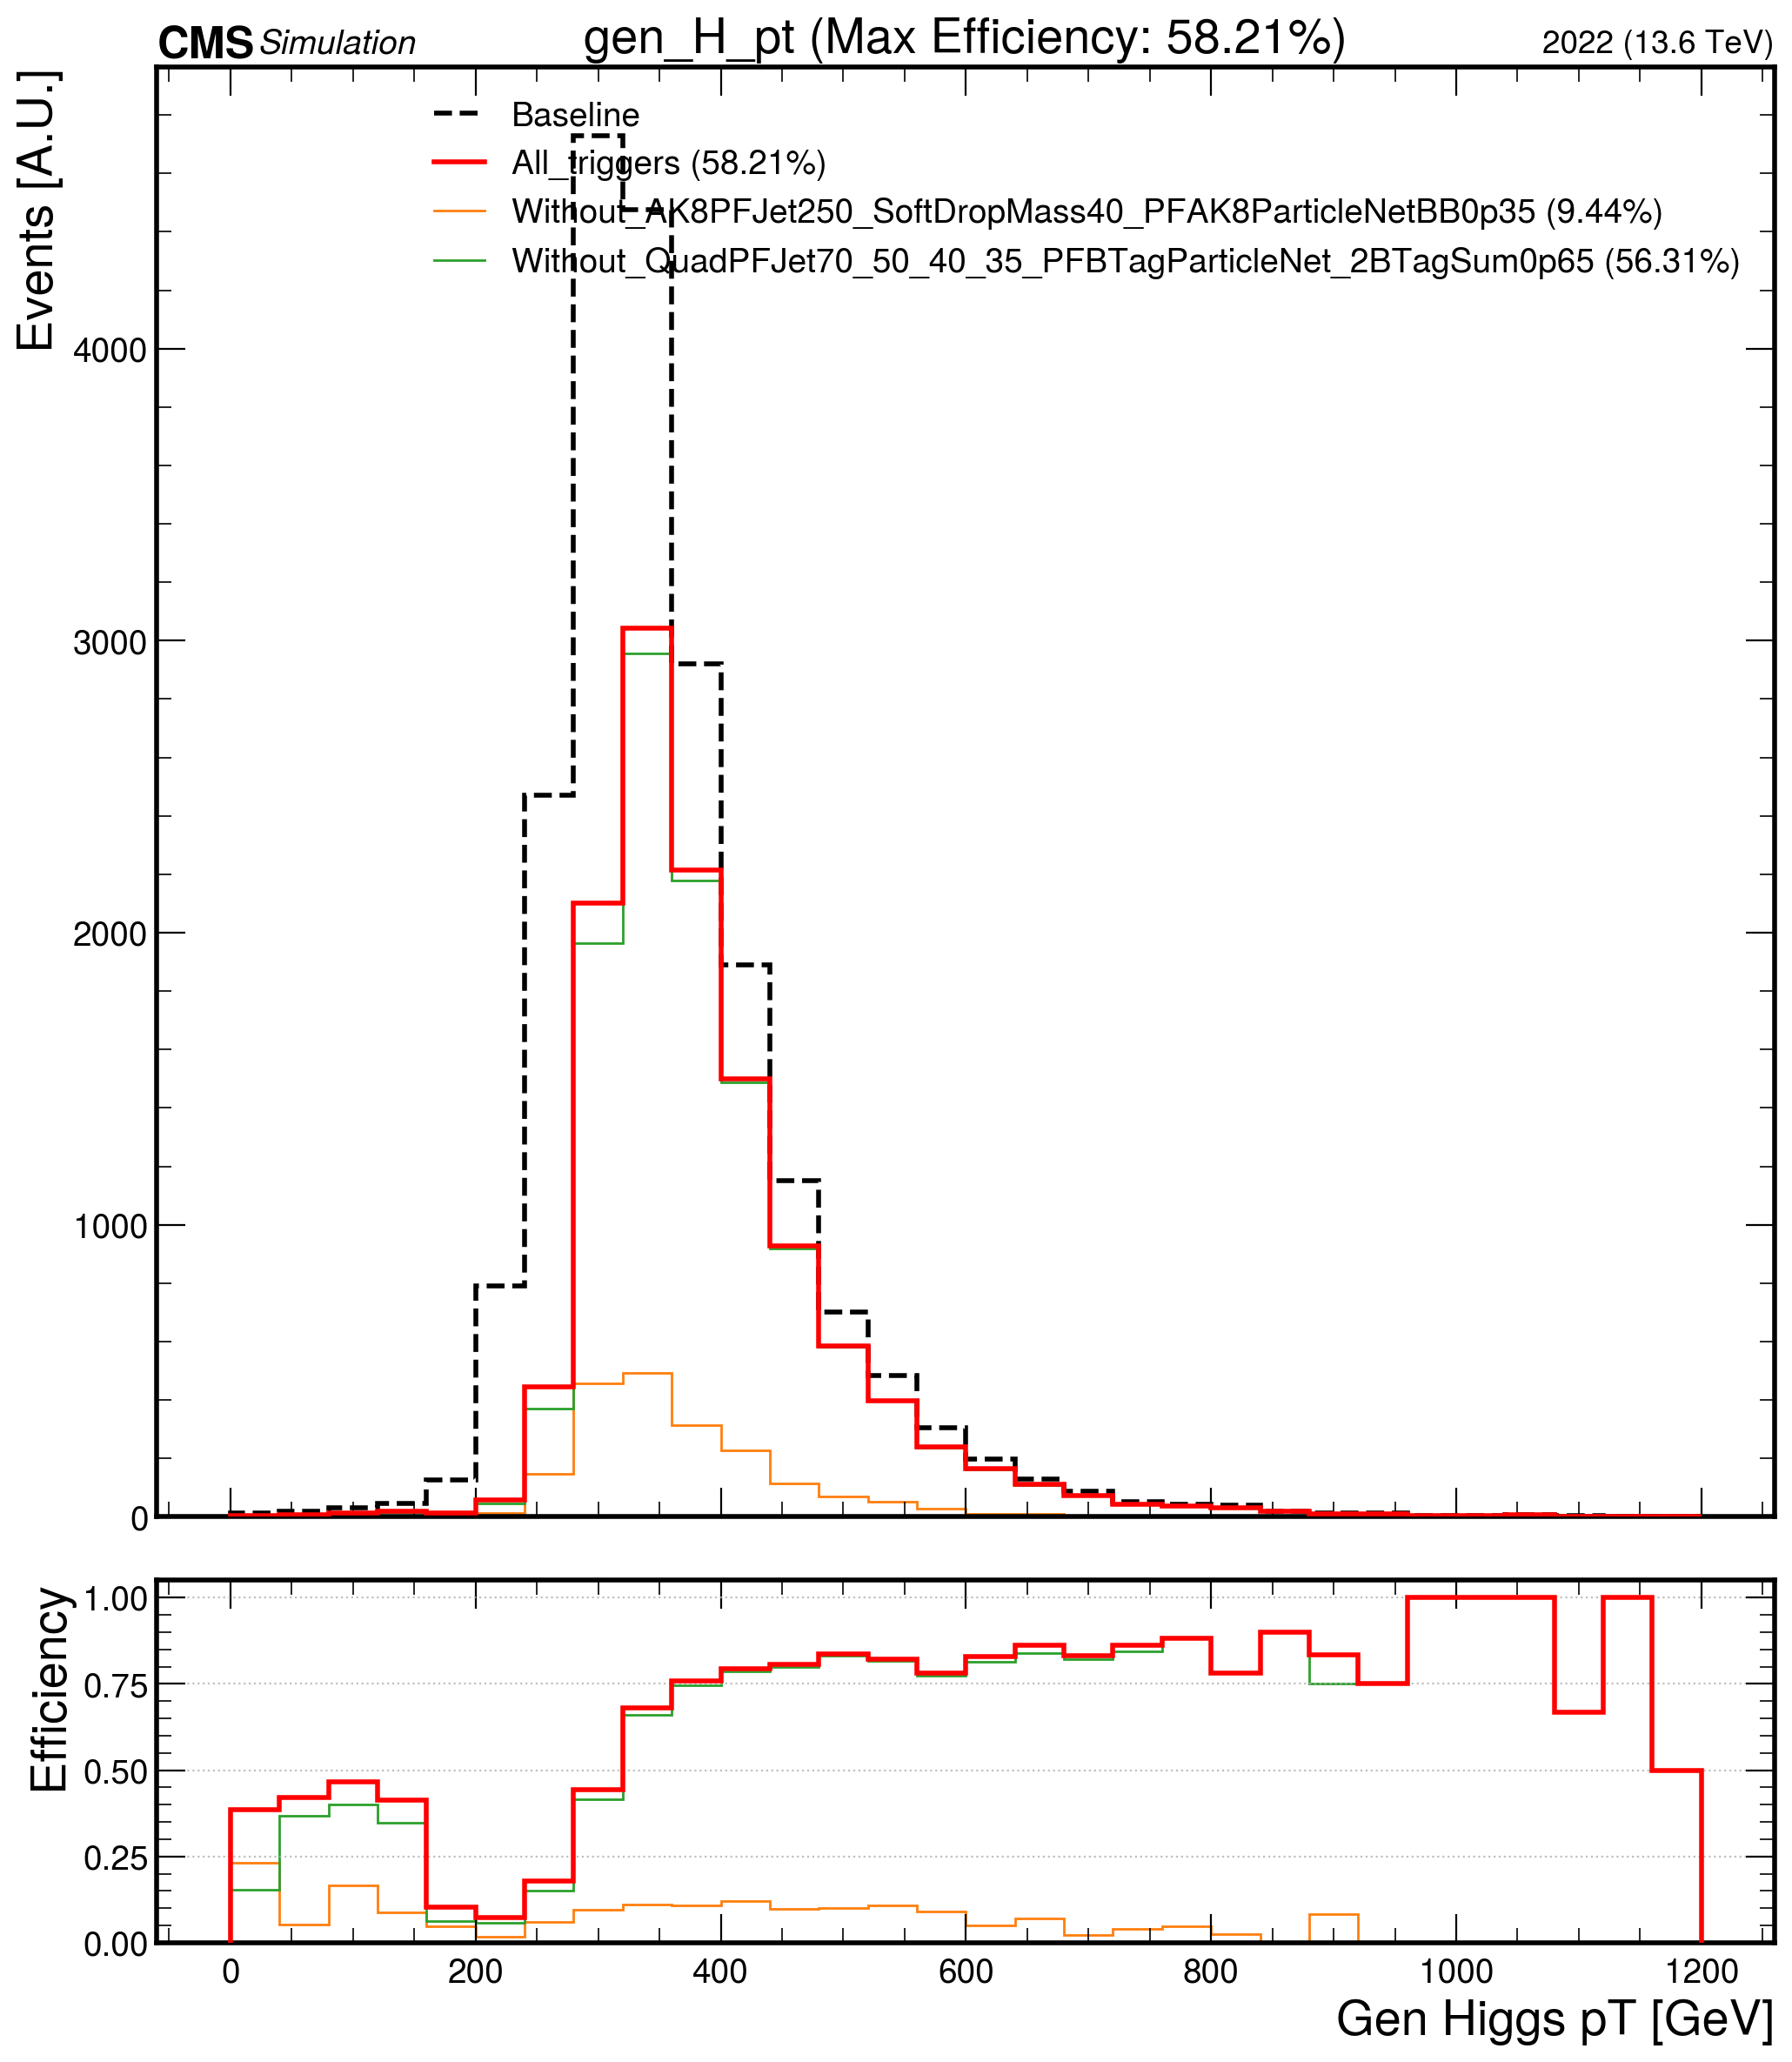 CMS Simulation gen_H_pt (Max Efficiency: 58.21%) 2022 (13.6 TeV)
Events [A.U.]
Baseline
All_triggers (58.21%)
Without_AK8PFJet250_SoftDropMass40_PFAK8ParticleNetBB0p35 (9.44%)
Without_QuadPFJet70_50_40_35_PFBTagParticleNet_2BTagSum0p65 (56.31%)
4000
3000
2000
1000
0
Efficiency
1.00
0.75
0.50
0.25
0.00
0 200 400 600 800 1000 1200
Gen Higgs pT [GeV]